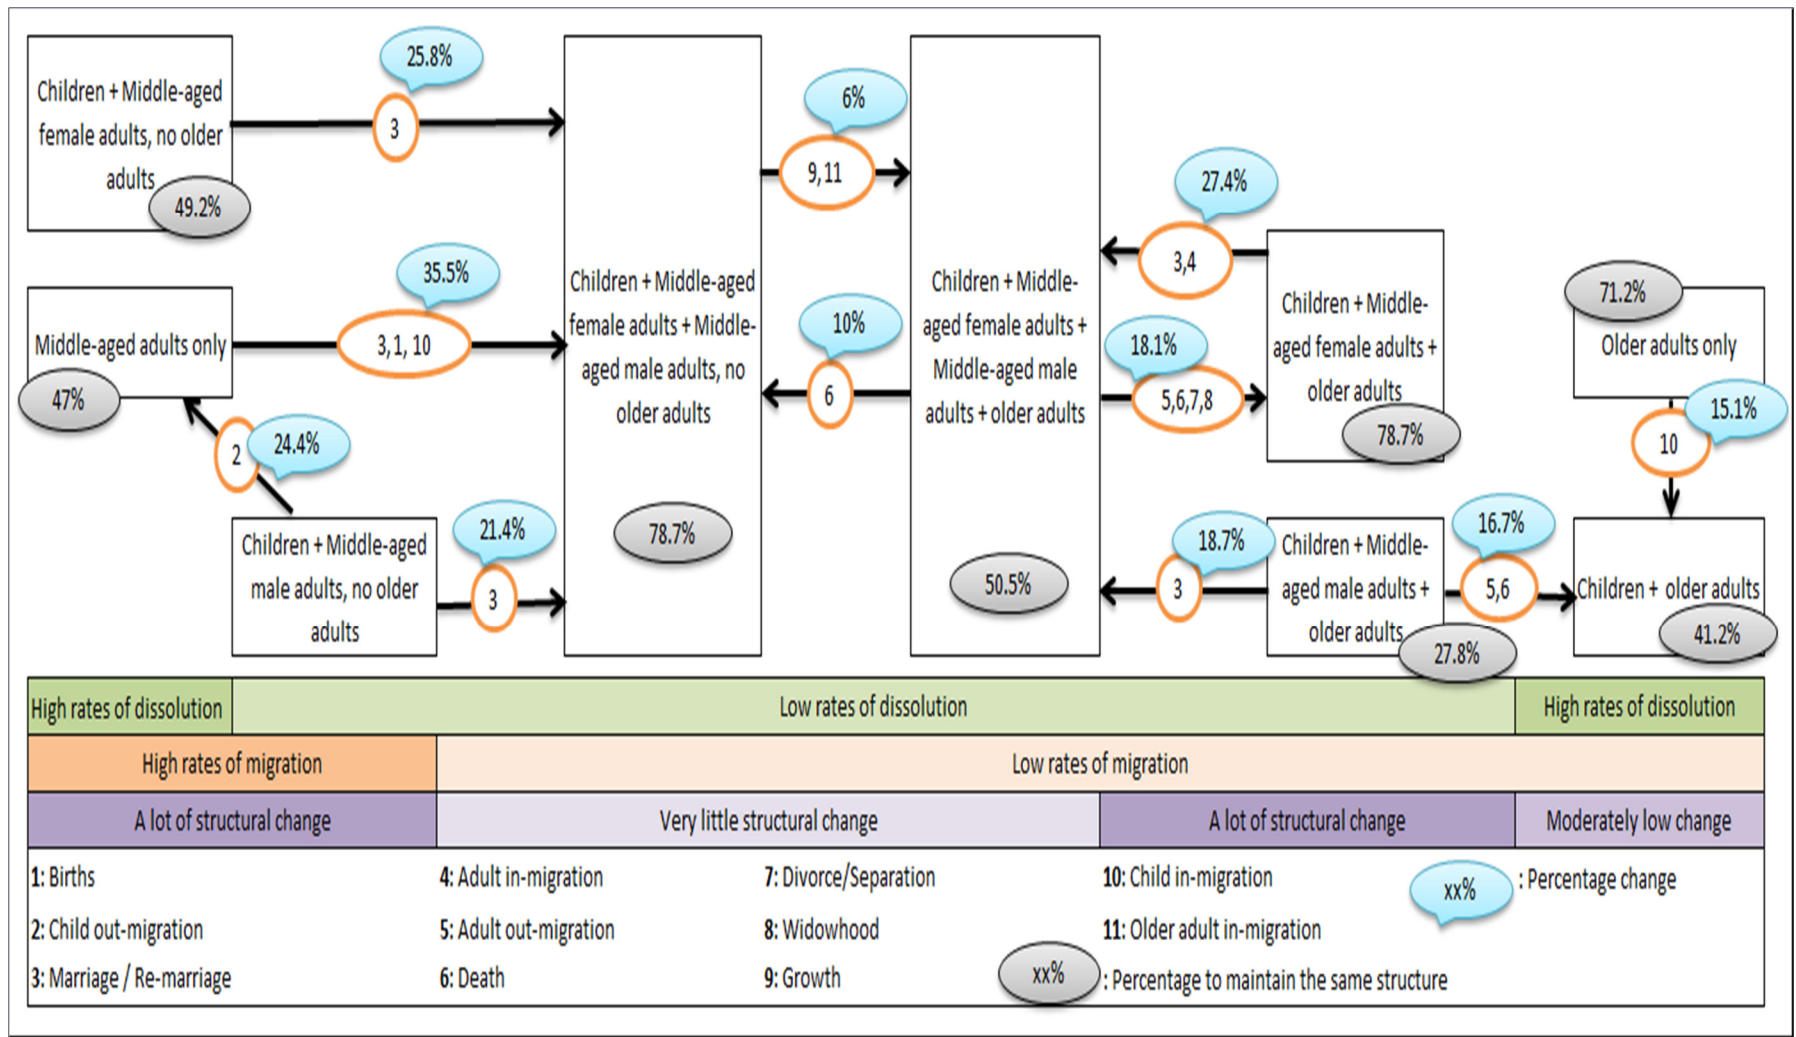 25.8%
Children + Middle-aged
female adults, no older
adults
49.2%
3
35.5%
Middle-aged adults only
47%
3, 1, 10
2
24.4%
Children + Middle-aged
male adults, no older
adults
21.4%
3
Children + Middle-aged
female adults + Middle-
aged male adults, no
older adults
78.7%
6%
9, 11
10%
6
Children + Middle-
aged female adults +
Middle-aged male
adults + older adults
50.5%
27.4%
3,4
18.1%
5,6,7,8
18.7%
3
Children + Middle-
aged female adults +
older adults
78.7%
Children + Middle-
aged male adults +
older adults
27.8%
16.7%
5,6
71.2%
Older adults only
15.1%
10
Children + older adults
41.2%
High rates of dissolution
Low rates of dissolution
High rates of dissolution
High rates of migration
Low rates of migration
A lot of structural change
Very little structural change
A lot of structural change
Moderately low change
1: Births
2: Child out-migration
3: Marriage / Re-marriage
4: Adult in-migration
5: Adult out-migration
6: Death
7: Divorce/Separation
8: Widowhood
9: Growth
10: Child in-migration
11: Older adult in-migration
xx% : Percentage change
xx% : Percentage to maintain the same structure